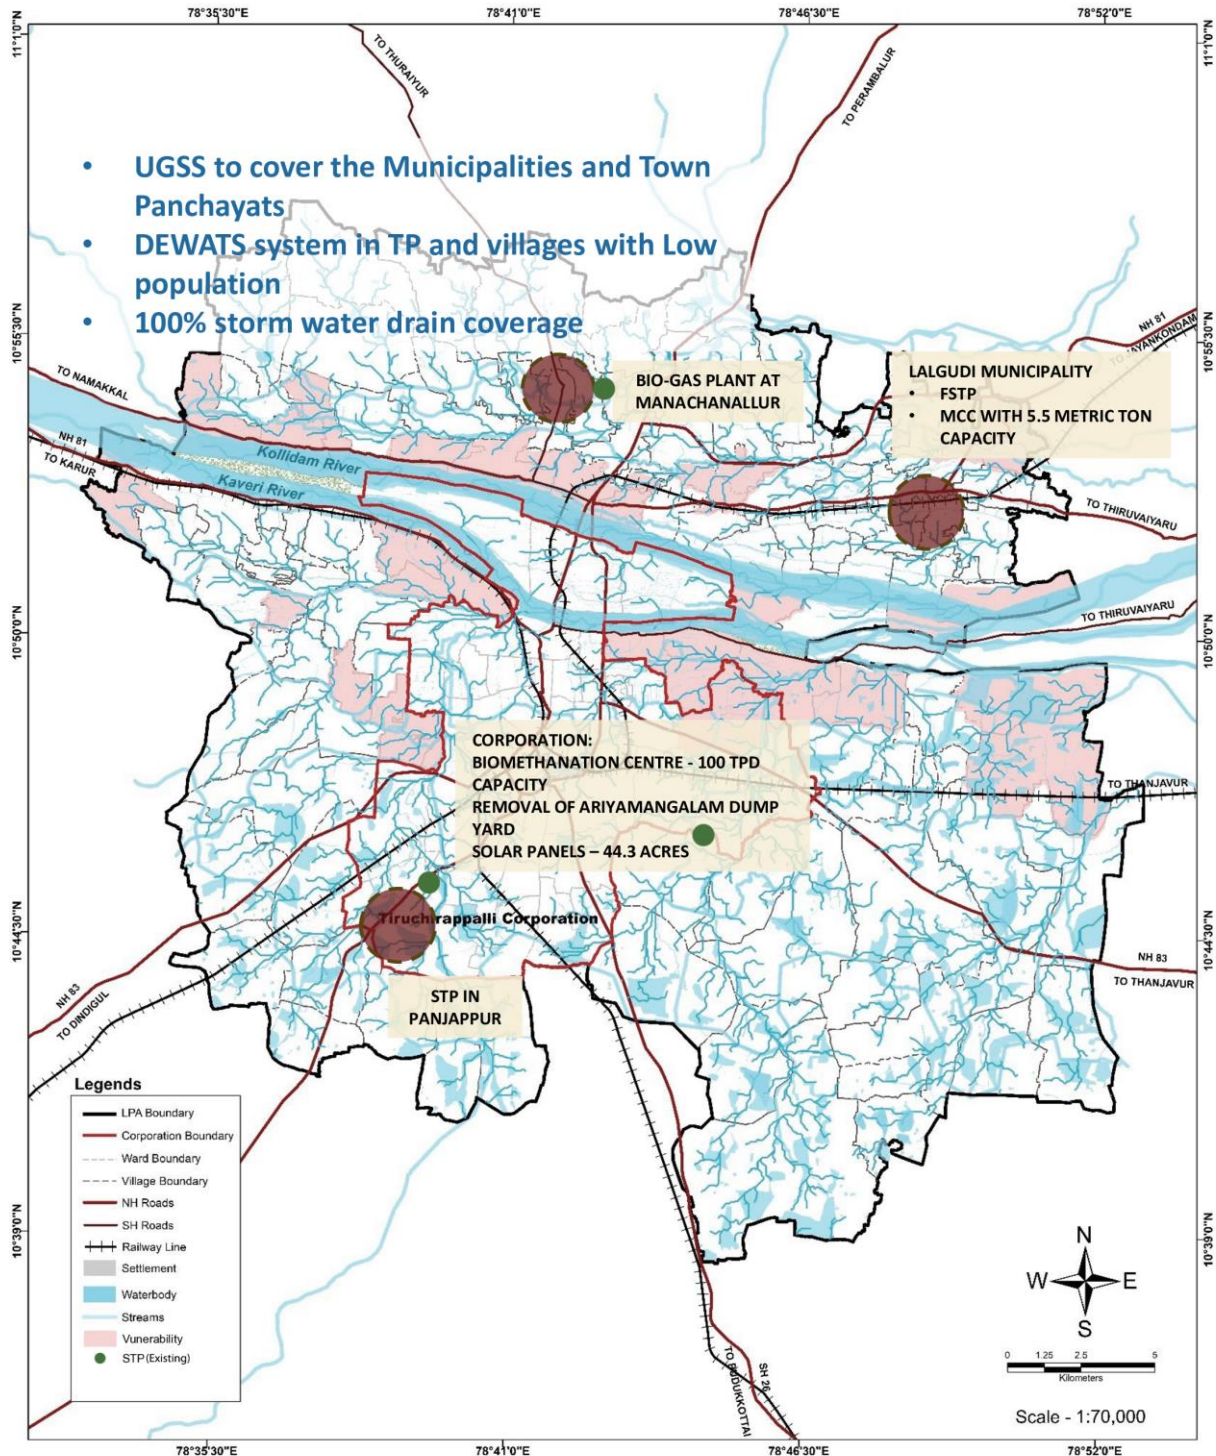 78°35'30"E
78°41'0"E
78°46'30"E
78°52'0"E
11°1'0"N
11°1'0"N
TO THURAIYUR
TO PERAMBALUR
• UGSS to cover the Municipalities and Town
Panchayats
• DEWATS system in TP and villages with Low
population
• 100% storm water drain coverage
10°55'30"N
10°55'30"N
NH 81
TO NAMAKKAL
BIO-GAS PLANT AT
MANACHANALLUR
LALGUDI MUNICIPALITY
• FSTP
• MCC WITH 5.5 METRIC TON
CAPACITY
NH 81
TO KARUR
Kollidam River
Kaveri River
TO THIRUVAIYARU
TO THIRUVAIYARU
10°50'0"N
10°50'0"N
CORPORATION:
BIOMETHANATION CENTRE - 100 TPD
CAPACITY
REMOVAL OF ARIYAMANGALAM DUMP
YARD
SOLAR PANELS – 44.3 ACRES
TO THANJAVUR
Tiruchirappalli Corporation
10°44'30"N
10°44'30"N
NH 83
TO DINDIGUL
NH 83
TO THANJAVUR
STP IN
PANJAPPUR
Legends
LPA Boundary
Corporation Boundary
Ward Boundary
Village Boundary
NH Roads
SH Roads
Railway Line
Settlement
Waterbody
Streams
Vunerability
STP(Existing)
10°39'0"N
10°39'0"N
N
W
E
S
0 1.25 2.5 5
Kilometers
Scale - 1:70,000
SH 26
78°35'30"E
78°41'0"E
78°46'30"E
78°52'0"E